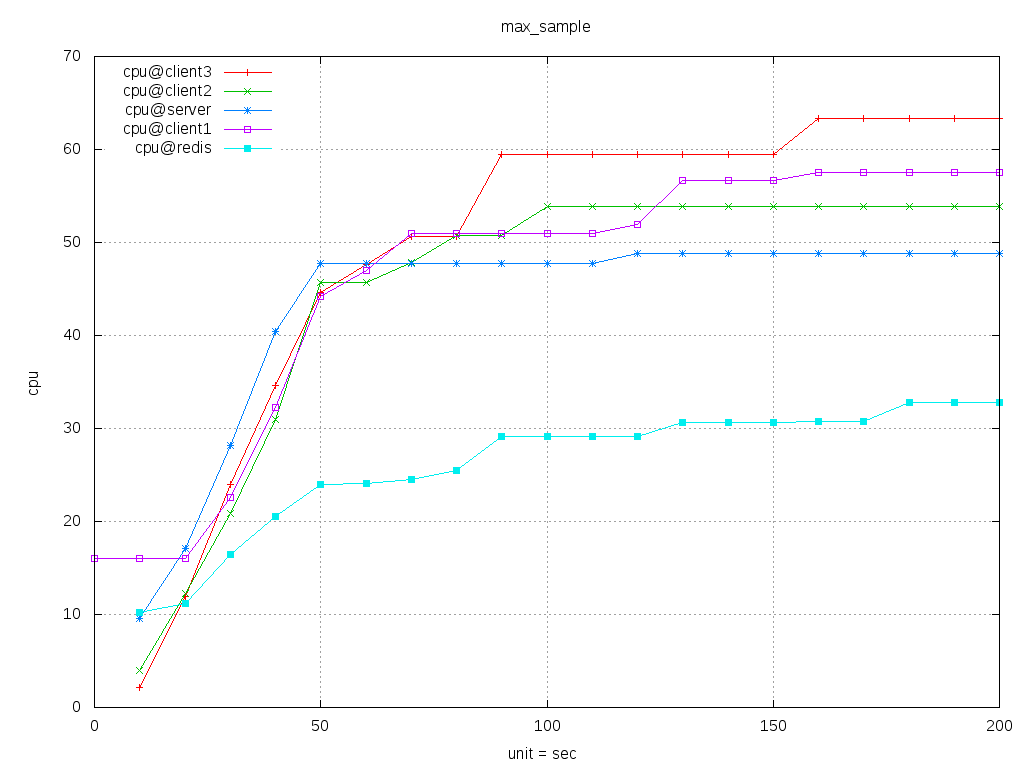 max_sample
70
60
50
40
30
20
10
0
cpu
cpu@client3
cpu@client2
cpu@server
cpu@client1
cpu@redis
0 50 100 150 200
unit = sec